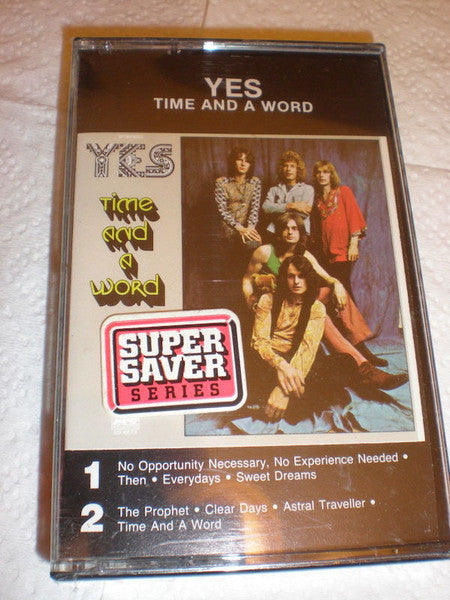 YES
TIME AND A WORD
YES
Time
AND
A
WORD
SUPER
SAVER
SERIES
1 No Opportunity Necessary, No Experience Needed •
Then • Everydays • Sweet Dreams
2 The Prophet • Clear Days • Astral Traveller •
Time And A Word